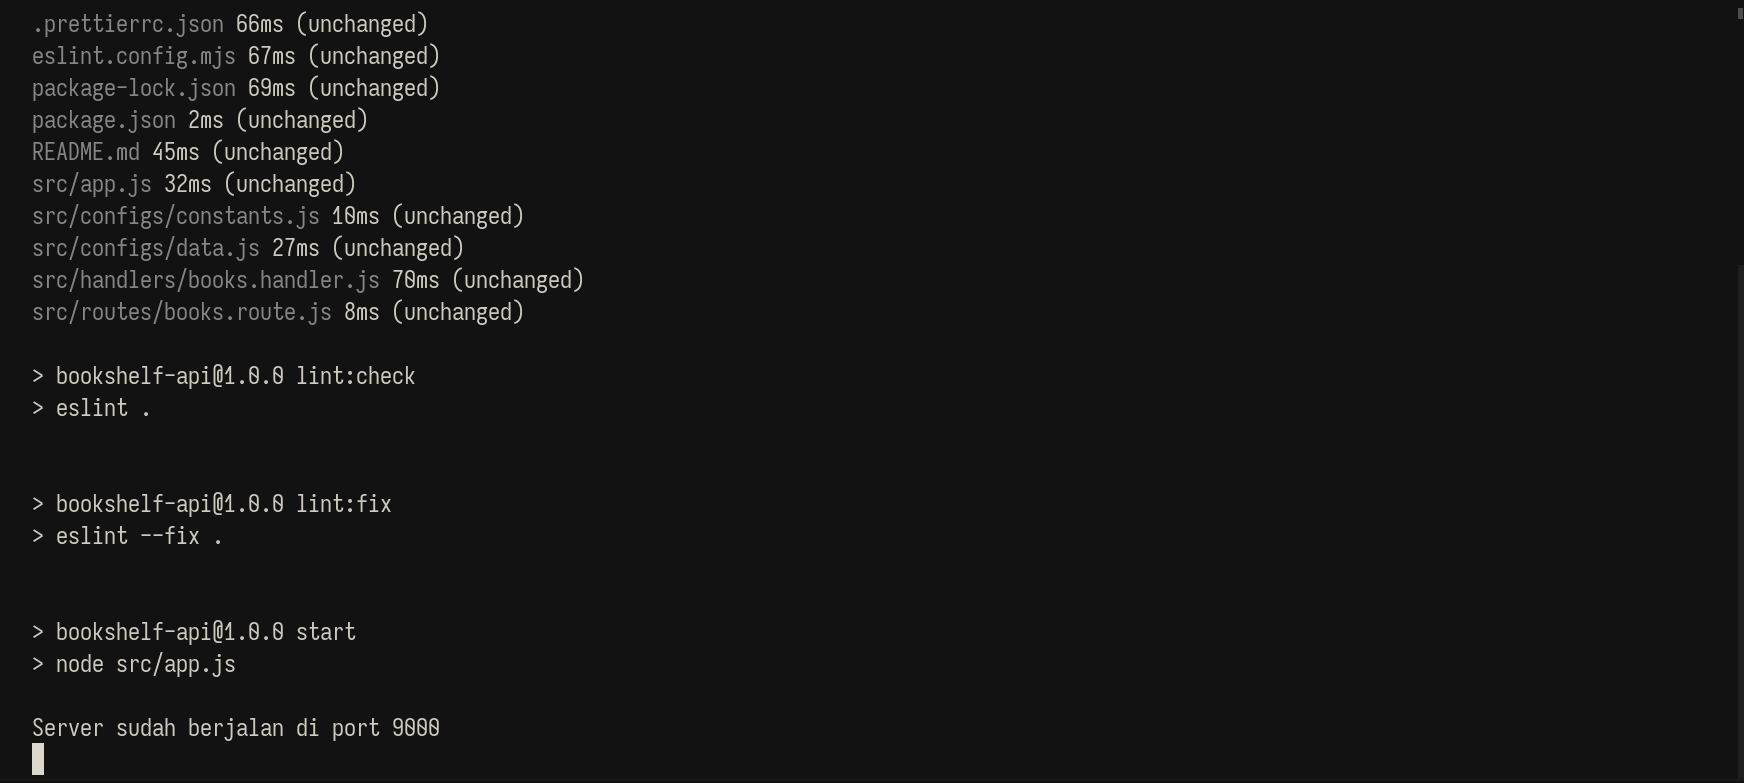 .prettierrc.json 66ms (unchanged)
eslint.config.mjs 67ms (unchanged)
package-lock.json 69ms (unchanged)
package.json 2ms (unchanged)
README.md 45ms (unchanged)
src/app.js 32ms (unchanged)
src/configs/constants.js 10ms (unchanged)
src/configs/data.js 27ms (unchanged)
src/handlers/books.handler.js 70ms (unchanged)
src/routes/books.route.js 8ms (unchanged)
> bookshelf-api@1.0.0 lint:check
> eslint .
> bookshelf-api@1.0.0 lint:fix
> eslint --fix .
> bookshelf-api@1.0.0 start
> node src/app.js
Server sudah berjalan di port 9000